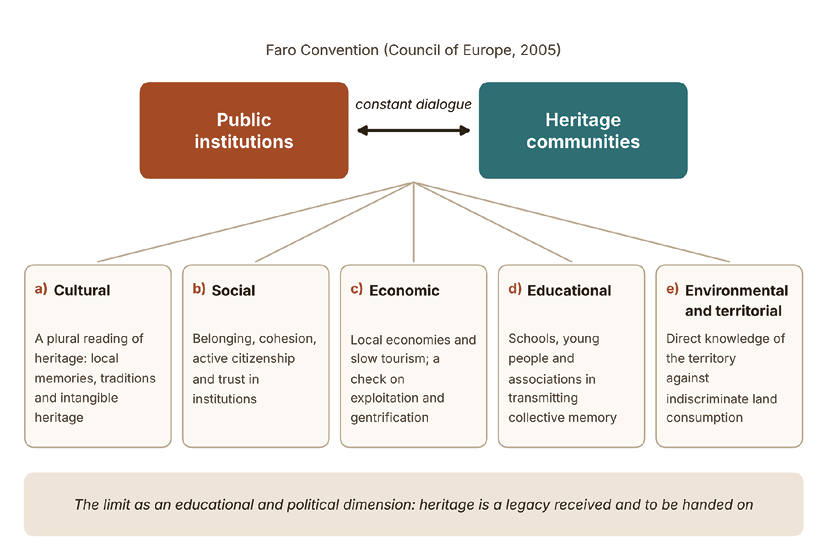 Faro Convention (Council of Europe, 2005)
Public
institutions
constant dialogue
Heritage
communities
a) Cultural
A plural reading of
heritage: local
memories, traditions
and intangible
heritage
b) Social
Belonging, cohesion,
active citizenship
and trust in
institutions
c) Economic
Local economies and
slow tourism; a
check on
exploitation and
gentrification
d) Educational
Schools, young
people and
associations in
transmitting
collective memory
e) Environmental
and territorial
Direct knowledge of
the territory
against
indiscriminate land
consumption
The limit as an educational and political dimension: heritage is a legacy received and to be handed on